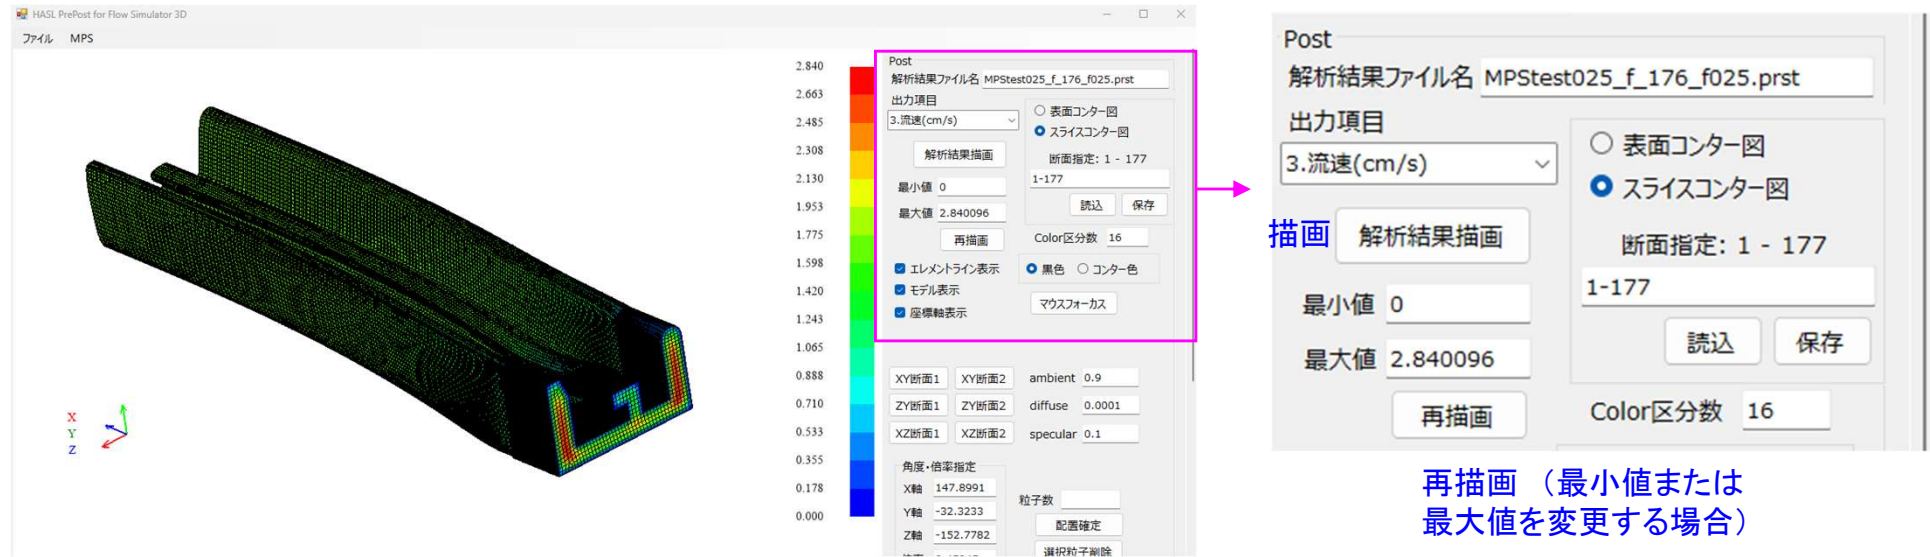 HASL PrePost for Flow Simulator 3D
ファイル MPS
2.840
2.663
2.485
2.308
2.130
1.953
1.775
1.598
1.420
1.243
1.065
0.888
0.710
0.533
0.355
0.178
0.000
X
Y
Z
Post
解析結果ファイル名 MPStest025_f_176_f025.prst
出力項目
3.流速(cm/s)
表面コンター図
スライスコンター図
解析結果描画
断面指定: 1 - 177
1-177
最小値 0
読込 保存
最大値 2.840096
再描画
Color区分数 16
エレメントライン表示
黒色 コンター色
モデル表示
マウスフォーカス
座標軸表示
XY断面1 XY断面2 ambient 0.9
ZY断面1 ZY断面2 diffuse 0.0001
XZ断面1 XZ断面2 specular 0.1
角度・倍率指定
X軸 147.8991
粒子数
Y軸 -32.3233
配置確定
Z軸 -152.7782
選択粒子削除
Post
解析結果ファイル名 MPStest025_f_176_f025.prst
出力項目
3.流速(cm/s)
表面コンター図
スライスコンター図
描画 解析結果描画
断面指定: 1 - 177
1-177
最小値 0
読込 保存
最大値 2.840096
再描画
Color区分数 16
再描画 （最小値または
最大値を変更する場合）